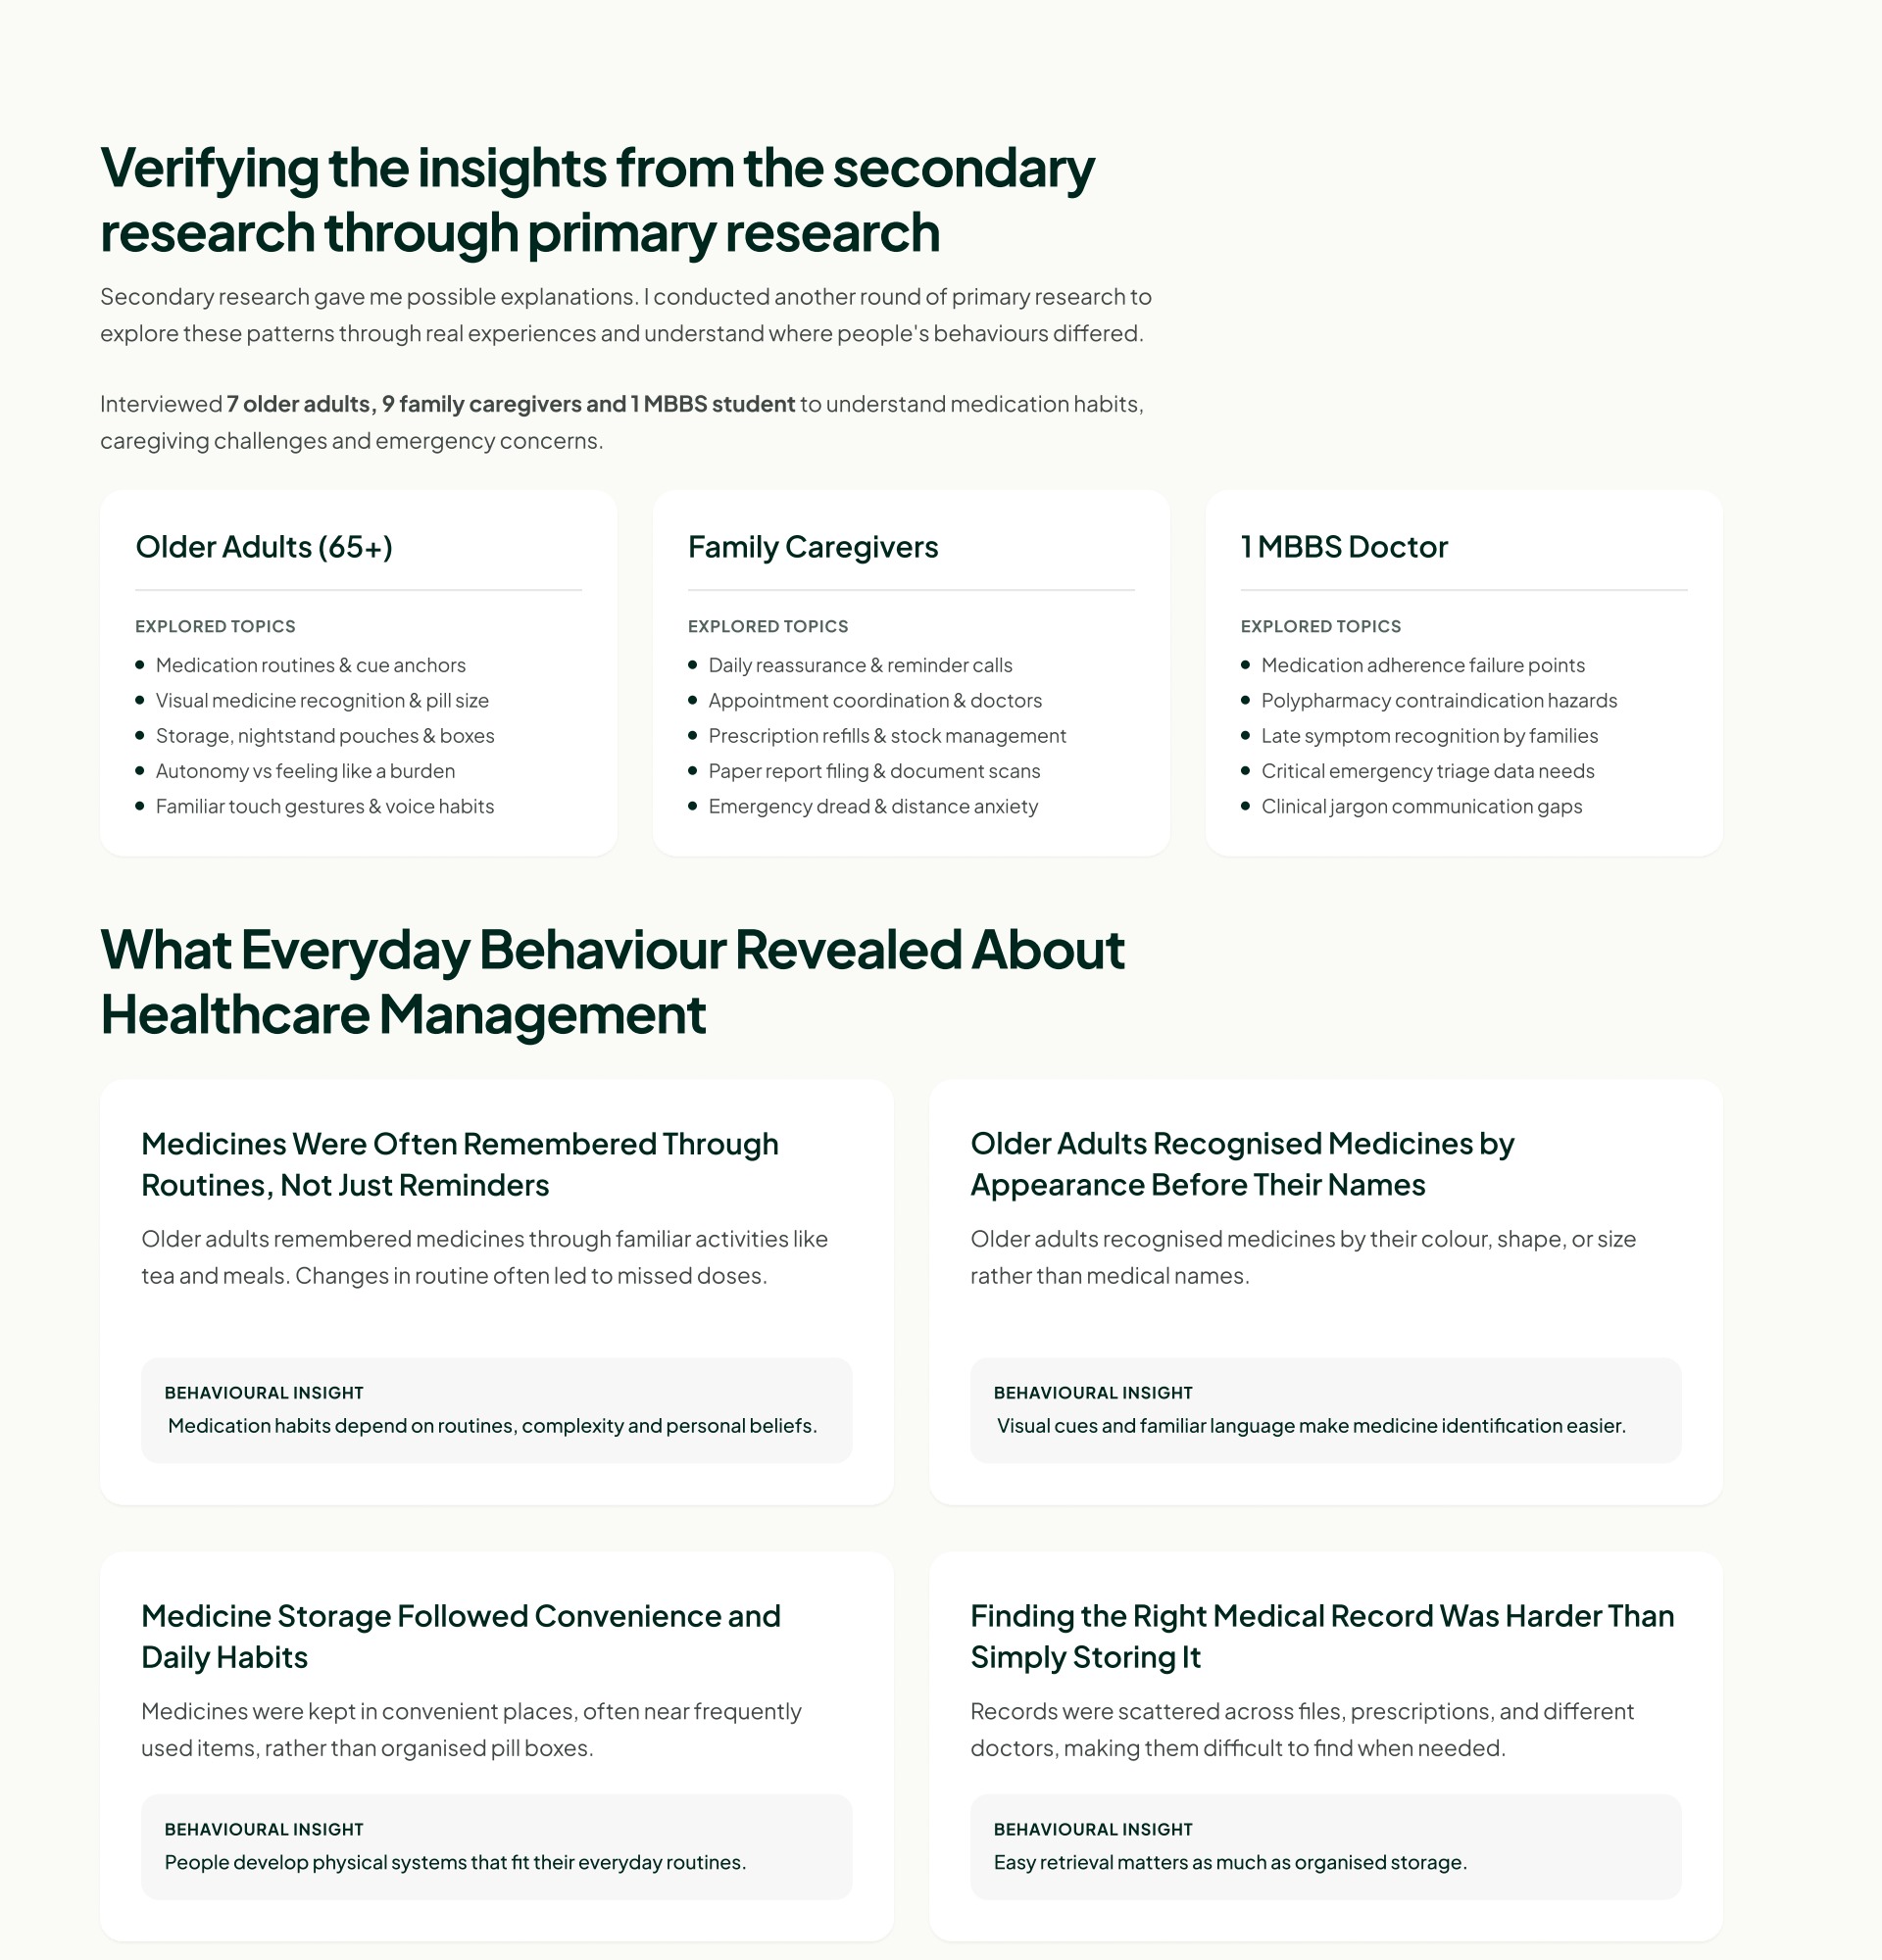 Verifying the insights from the secondary
research through primary research
Secondary research gave me possible explanations. I conducted another round of primary research to
explore these patterns through real experiences and understand where people's behaviours differed.
Interviewed 7 older adults, 9 family caregivers and 1 MBBS student to understand medication habits,
caregiving challenges and emergency concerns.
Older Adults (65+)
EXPLORED TOPICS
Medication routines & cue anchors
Visual medicine recognition & pill size
Storage, nightstand pouches & boxes
Autonomy vs feeling like a burden
Familiar touch gestures & voice habits
Family Caregivers
EXPLORED TOPICS
Daily reassurance & reminder calls
Appointment coordination & doctors
Prescription refills & stock management
Paper report filing & document scans
Emergency dread & distance anxiety
1 MBBS Doctor
EXPLORED TOPICS
Medication adherence failure points
Polypharmacy contraindication hazards
Late symptom recognition by families
Critical emergency triage data needs
Clinical jargon communication gaps
What Everyday Behaviour Revealed About
Healthcare Management
Medicines Were Often Remembered Through
Routines, Not Just Reminders
Older adults remembered medicines through familiar activities like
tea and meals. Changes in routine often led to missed doses.
BEHAVIOURAL INSIGHT
Medication habits depend on routines, complexity and personal beliefs.
Older Adults Recognised Medicines by
Appearance Before Their Names
Older adults recognised medicines by their colour, shape, or size
rather than medical names.
BEHAVIOURAL INSIGHT
Visual cues and familiar language make medicine identification easier.
Medicine Storage Followed Convenience and
Daily Habits
Medicines were kept in convenient places, often near frequently
used items, rather than organised pill boxes.
BEHAVIOURAL INSIGHT
People develop physical systems that fit their everyday routines.
Finding the Right Medical Record Was Harder Than
Simply Storing It
Records were scattered across files, prescriptions, and different
doctors, making them difficult to find when needed.
BEHAVIOURAL INSIGHT
Easy retrieval matters as much as organised storage.